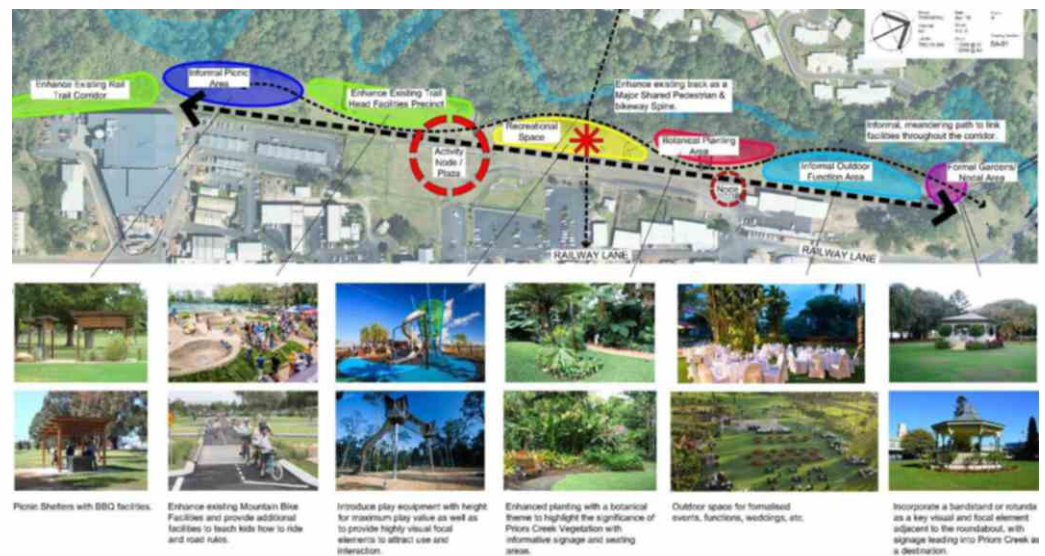 Enhance Existing Rail
Trail Corridor
Informal Picnic
Area
Enhance Existing Trail
Head Facilities Precinct
Activity
Node /
Plaza
Recreational
Space
Enhance existing back as a
Major Shared Pedestrian &
bikeway Spine.
Botanical Planting
Area
Node
Informal, meandering path to link
facilities throughout the corridor.
Informal Outdoor
Function Area
Formal Gardens/
Nodal Area
RAILWAY LANE
RAILWAY LANE
Picnic Shelters with BBQ facilities.
Enhance existing Mountain Bike
Facilities and provide additional
facilities to teach kids how to ride
and road rules.
Introduce play equipment with height
for maximum play value as well as
to provide highly visual focal
elements to attract use and
interaction.
Enhanced planting with a botanical
theme to highlight the significance of
Priors Creek Vegetation with
informative signage and seating
areas.
Outdoor space for formalised
events, functions, weddings, etc.
Incorporate a bandstand or rotunda
as a key visual and focal element
adjacent to the roundabout, with
signage leading into Priors Creek as
a destination.